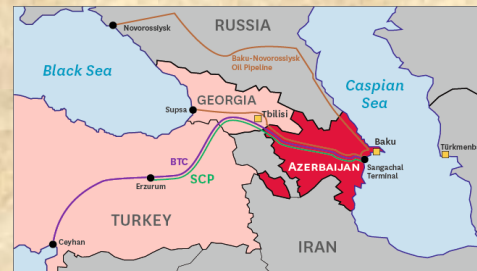 RUSSIA
Novorossiysk
Baku-Novorossiysk
Oil Pipeline
Black Sea
Caspian
Sea
GEORGIA
Supsa
Tbilisi
Baku
Türkmenb
AZERBAIJAN
Sangachal
Terminal
BTC
SCP
Erzurum
TURKEY
IRAN
Ceyhan